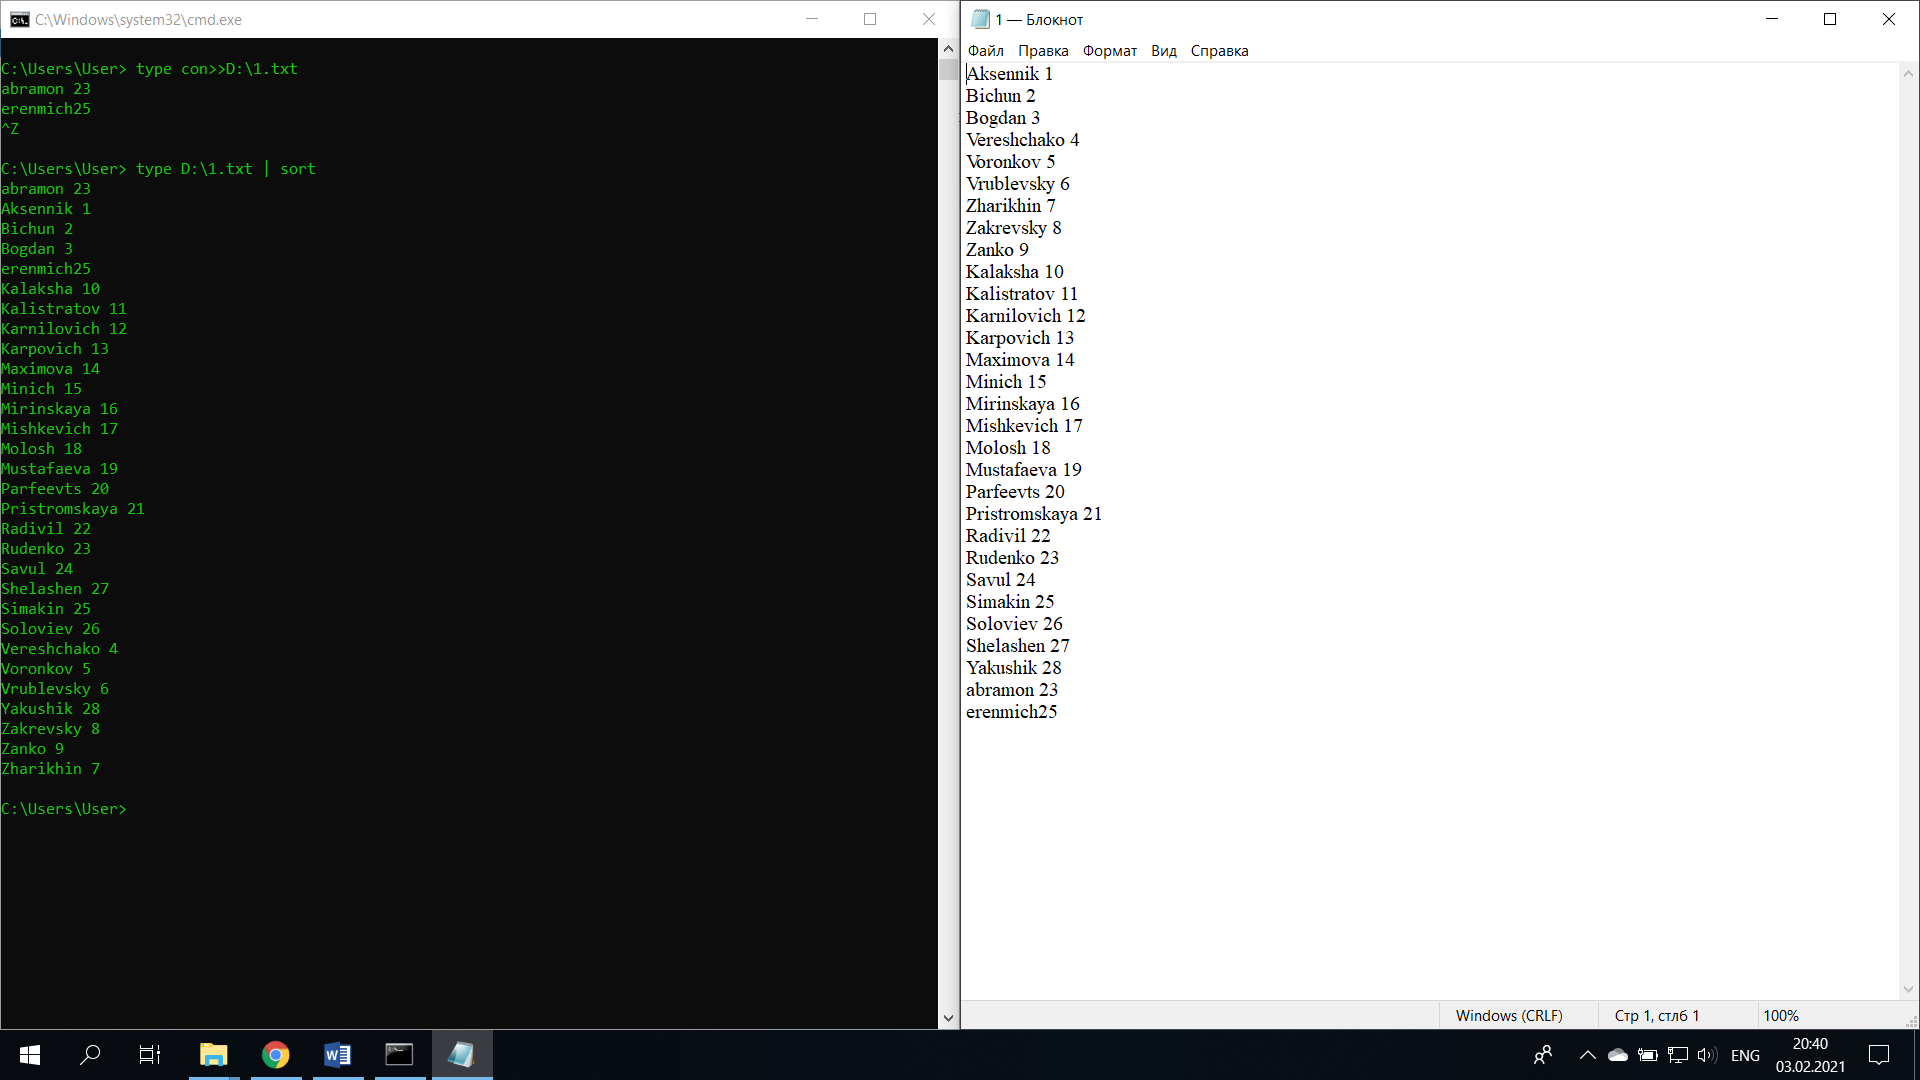 C:\Windows\system32\cmd.exe
C:\Users\User> type con>>D:\1.txt
abramon 23
erenmich25
^Z
C:\Users\User> type D:\1.txt | sort
abramon 23
Aksennik 1
Bichun 2
Bogdan 3
erenmich25
Kalaksha 10
Kalistratov 11
Karnilovich 12
Karpovich 13
Maximova 14
Minich 15
Mirinskaya 16
Mishkevich 17
Molosh 18
Mustafaeva 19
Parfeevts 20
Pristromskaya 21
Radivil 22
Rudenko 23
Savul 24
Shelashen 27
Simakin 25
Soloviev 26
Vereshchako 4
Voronkov 5
Vrublevsky 6
Yakushik 28
Zakrevsky 8
Zanko 9
Zharikhin 7
C:\Users\User>
1 — Блокнот
Файл Правка Формат Вид Справка
Aksennik 1
Bichun 2
Bogdan 3
Vereshchako 4
Voronkov 5
Vrublevsky 6
Zharikhin 7
Zakrevsky 8
Zanko 9
Kalaksha 10
Kalistratov 11
Karnilovich 12
Karpovich 13
Maximova 14
Minich 15
Mirinskaya 16
Mishkevich 17
Molosh 18
Mustafaeva 19
Parfeevts 20
Pristromskaya 21
Radivil 22
Rudenko 23
Savul 24
Simakin 25
Soloviev 26
Shelashen 27
Yakushik 28
abramon 23
erenmich25
Windows (CRLF) Стр 1, стлб 1 100%
ENG
20:40
03.02.2021